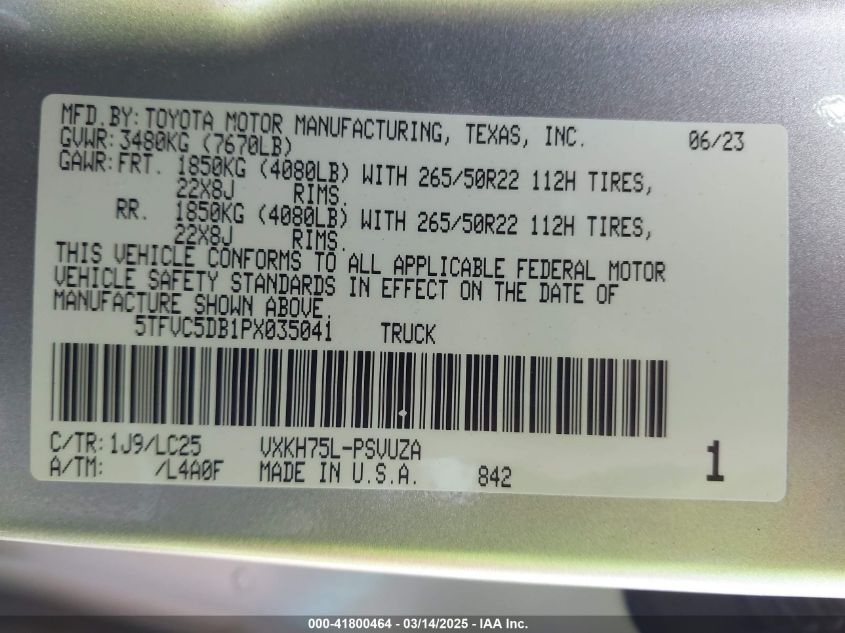 MFD.BY: TOYOTA MOTOR MANUFACTURING, TEXAS, INC. 06/23
GVWR: 3480KG (7670LB)
GAWR: FRT. 1850KG (4080LB) WITH 265/50R22 112H TIRES,
22X8J RIMS.
RR. 1850KG (4080LB) WITH 265/50R22 112H TIRES,
22X8J RIMS.
THIS VEHICLE CONFORMS TO ALL APPLICABLE FEDERAL MOTOR
VEHICLE SAFETY STANDARDS IN EFFECT ON THE DATE OF
MANUFACTURE SHOWN ABOVE.
5TFVC5DB1PX035041 TRUCK
C/TR: 1J9/LC25 VXKH75L-PSVUZA
A/TM: /L4A0F MADE IN U.S.A. 842 1
000-41800464 - 03/14/2025 - IAA Inc.